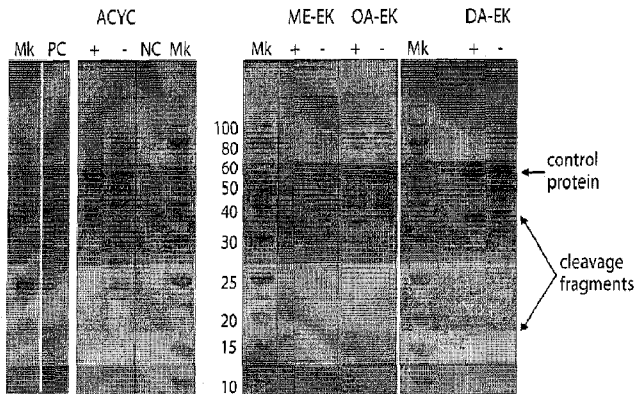 ACYC ME-EK OA-EK DA-EK
Mk PC + - NC Mk Mk + - + - Mk + -
100
80
60
50
40
30
25
20
15
10
control
protein
cleavage
fragments